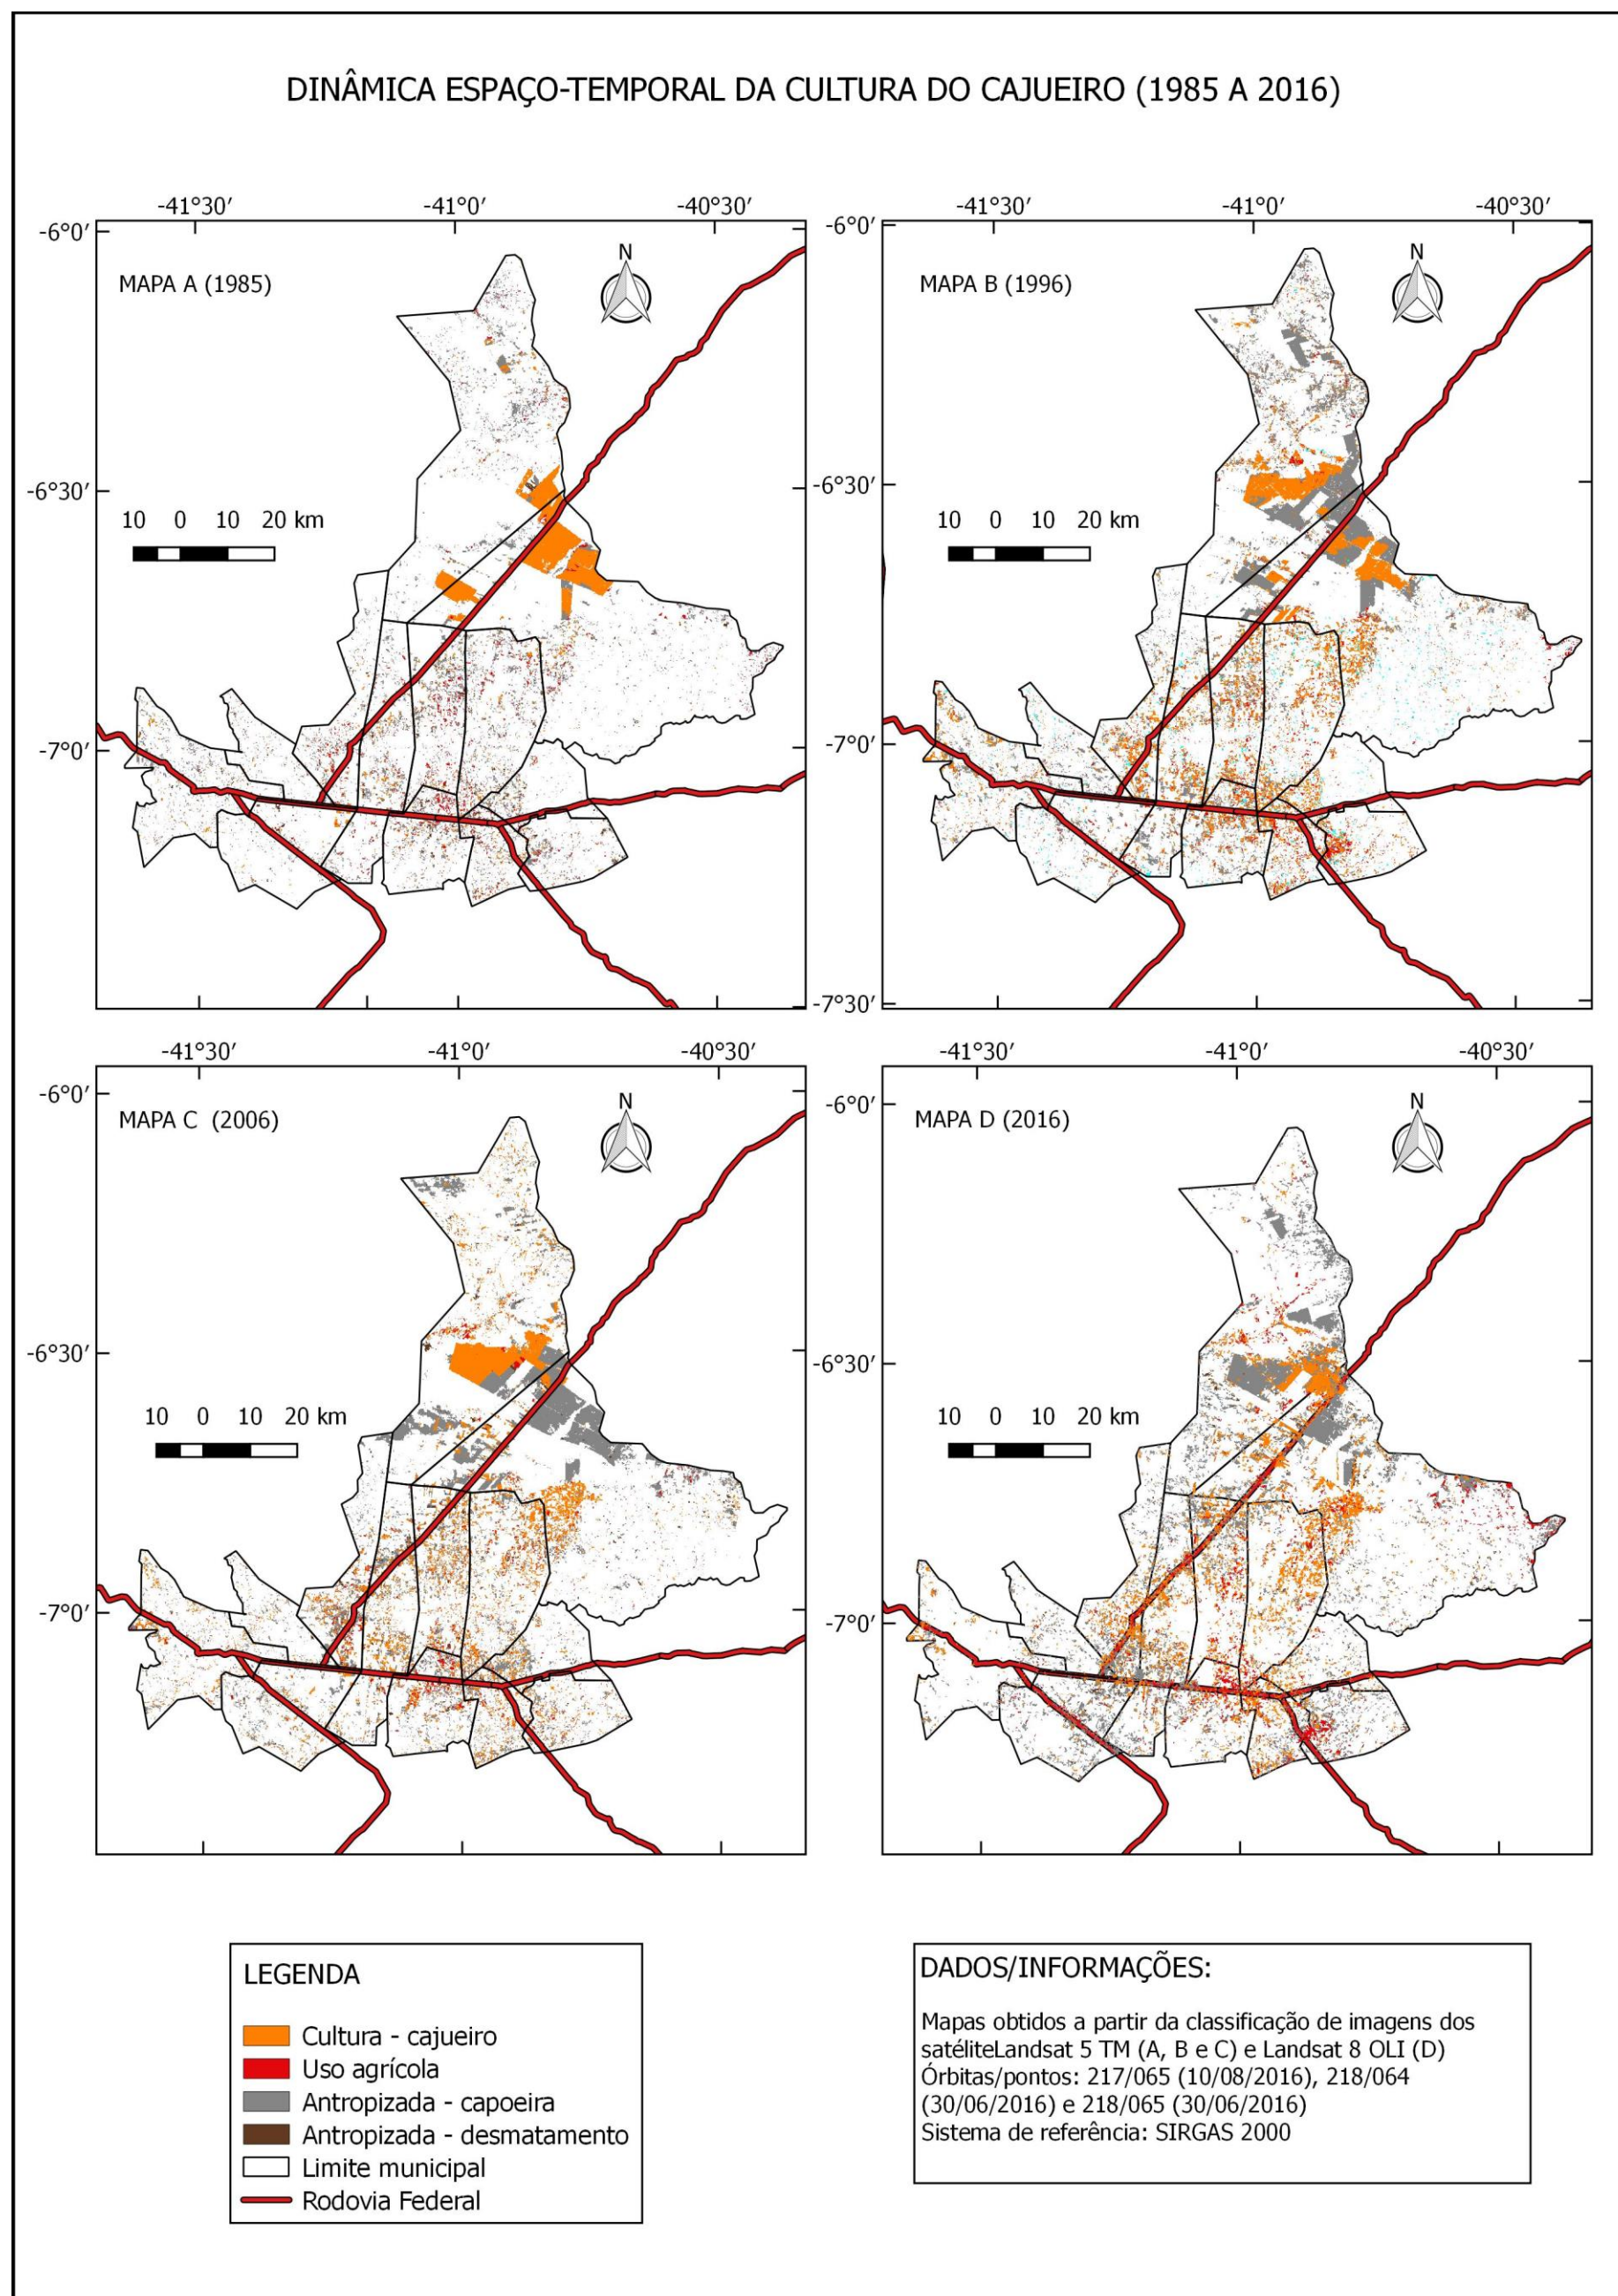 DINÂMICA ESPAÇO-TEMPORAL DA CULTURA DO CAJUEIRO (1985 A 2016)
-41°30′ -41°0′ -40°30′
-6°0′
MAPA A (1985)
N
-6°30′
10 0 10 20 km
-7°0′
-41°30′ -41°0′ -40°30′
-6°0′
MAPA B (1996)
N
-6°30′
10 0 10 20 km
-7°0′
-7°30′
-41°30′ -41°0′ -40°30′
-6°0′
MAPA C (2006)
N
-6°30′
10 0 10 20 km
-7°0′
-41°30′ -41°0′ -40°30′
-6°0′
MAPA D (2016)
N
-6°30′
10 0 10 20 km
-7°0′
LEGENDA
Cultura - cajueiro
Uso agrícola
Antropizada - capoeira
Antropizada - desmatamento
Limite municipal
Rodovia Federal
DADOS/INFORMAÇÕES:
Mapas obtidos a partir da classificação de imagens dos
satéliteLandsat 5 TM (A, B e C) e Landsat 8 OLI (D)
Órbitas/pontos: 217/065 (10/08/2016), 218/064
(30/06/2016) e 218/065 (30/06/2016)
Sistema de referência: SIRGAS 2000